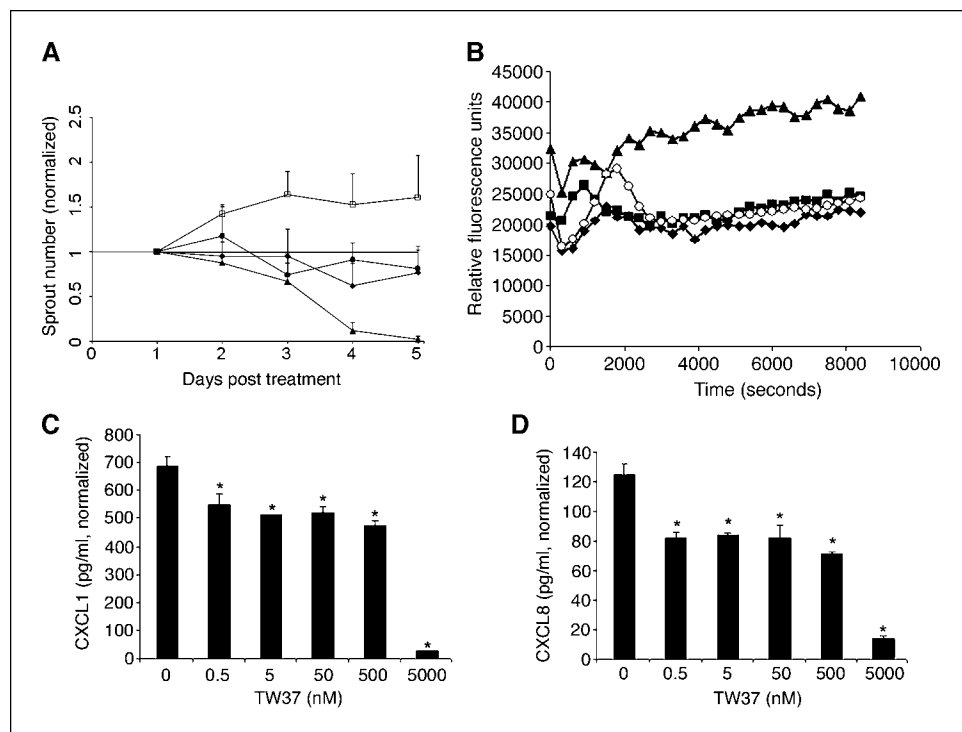 A
Sprout number (normalized)
2.5
2
1.5
1
0.5
0
0 1 2 3 4 5
Days post treatment
B
Relative fluorescence units
45000
40000
35000
30000
25000
20000
15000
10000
5000
0
0 2000 4000 6000 8000 10000
Time (seconds)
C
CXCL1 (pg/ml, normalized)
800
700
600
500
400
300
200
100
0
* * * * *
0 0.5 5 50 500 5000
TW37 (nM)
D
CXCL8 (pg/ml, normalized)
140
120
100
80
60
40
20
0
* * * * *
0 0.5 5 50 500 5000
TW37 (nM)